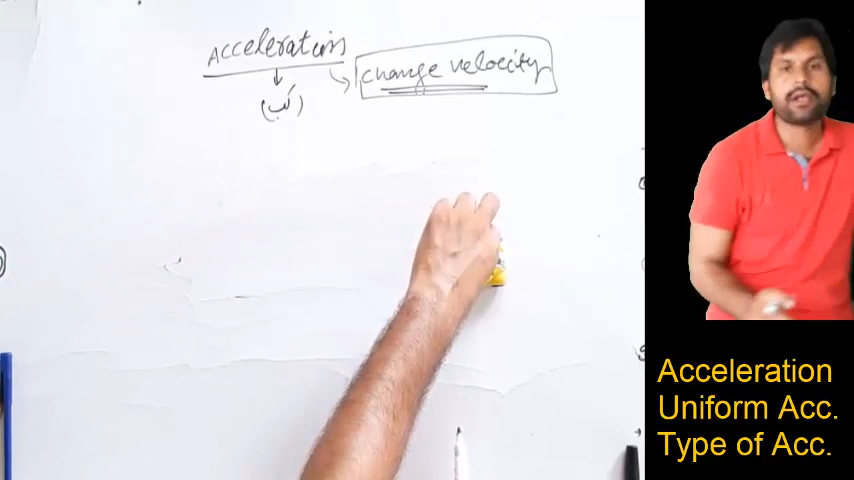 Acceleration
change velocity
(کب)
Acceleration
Uniform Acc.
Type of Acc.